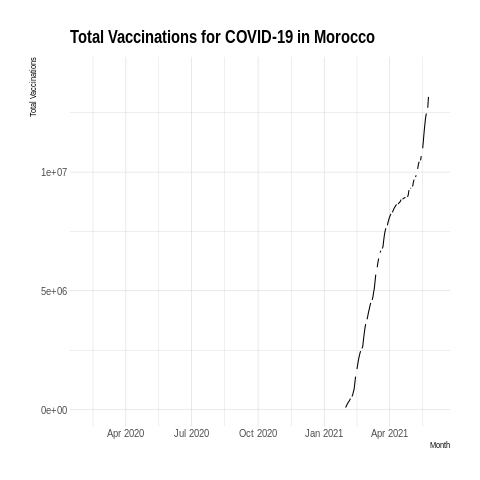 Total Vaccinations for COVID-19 in Morocco
Total Vaccinations
1e+07
5e+06
0e+00
Apr 2020 Jul 2020 Oct 2020 Jan 2021 Apr 2021
Month